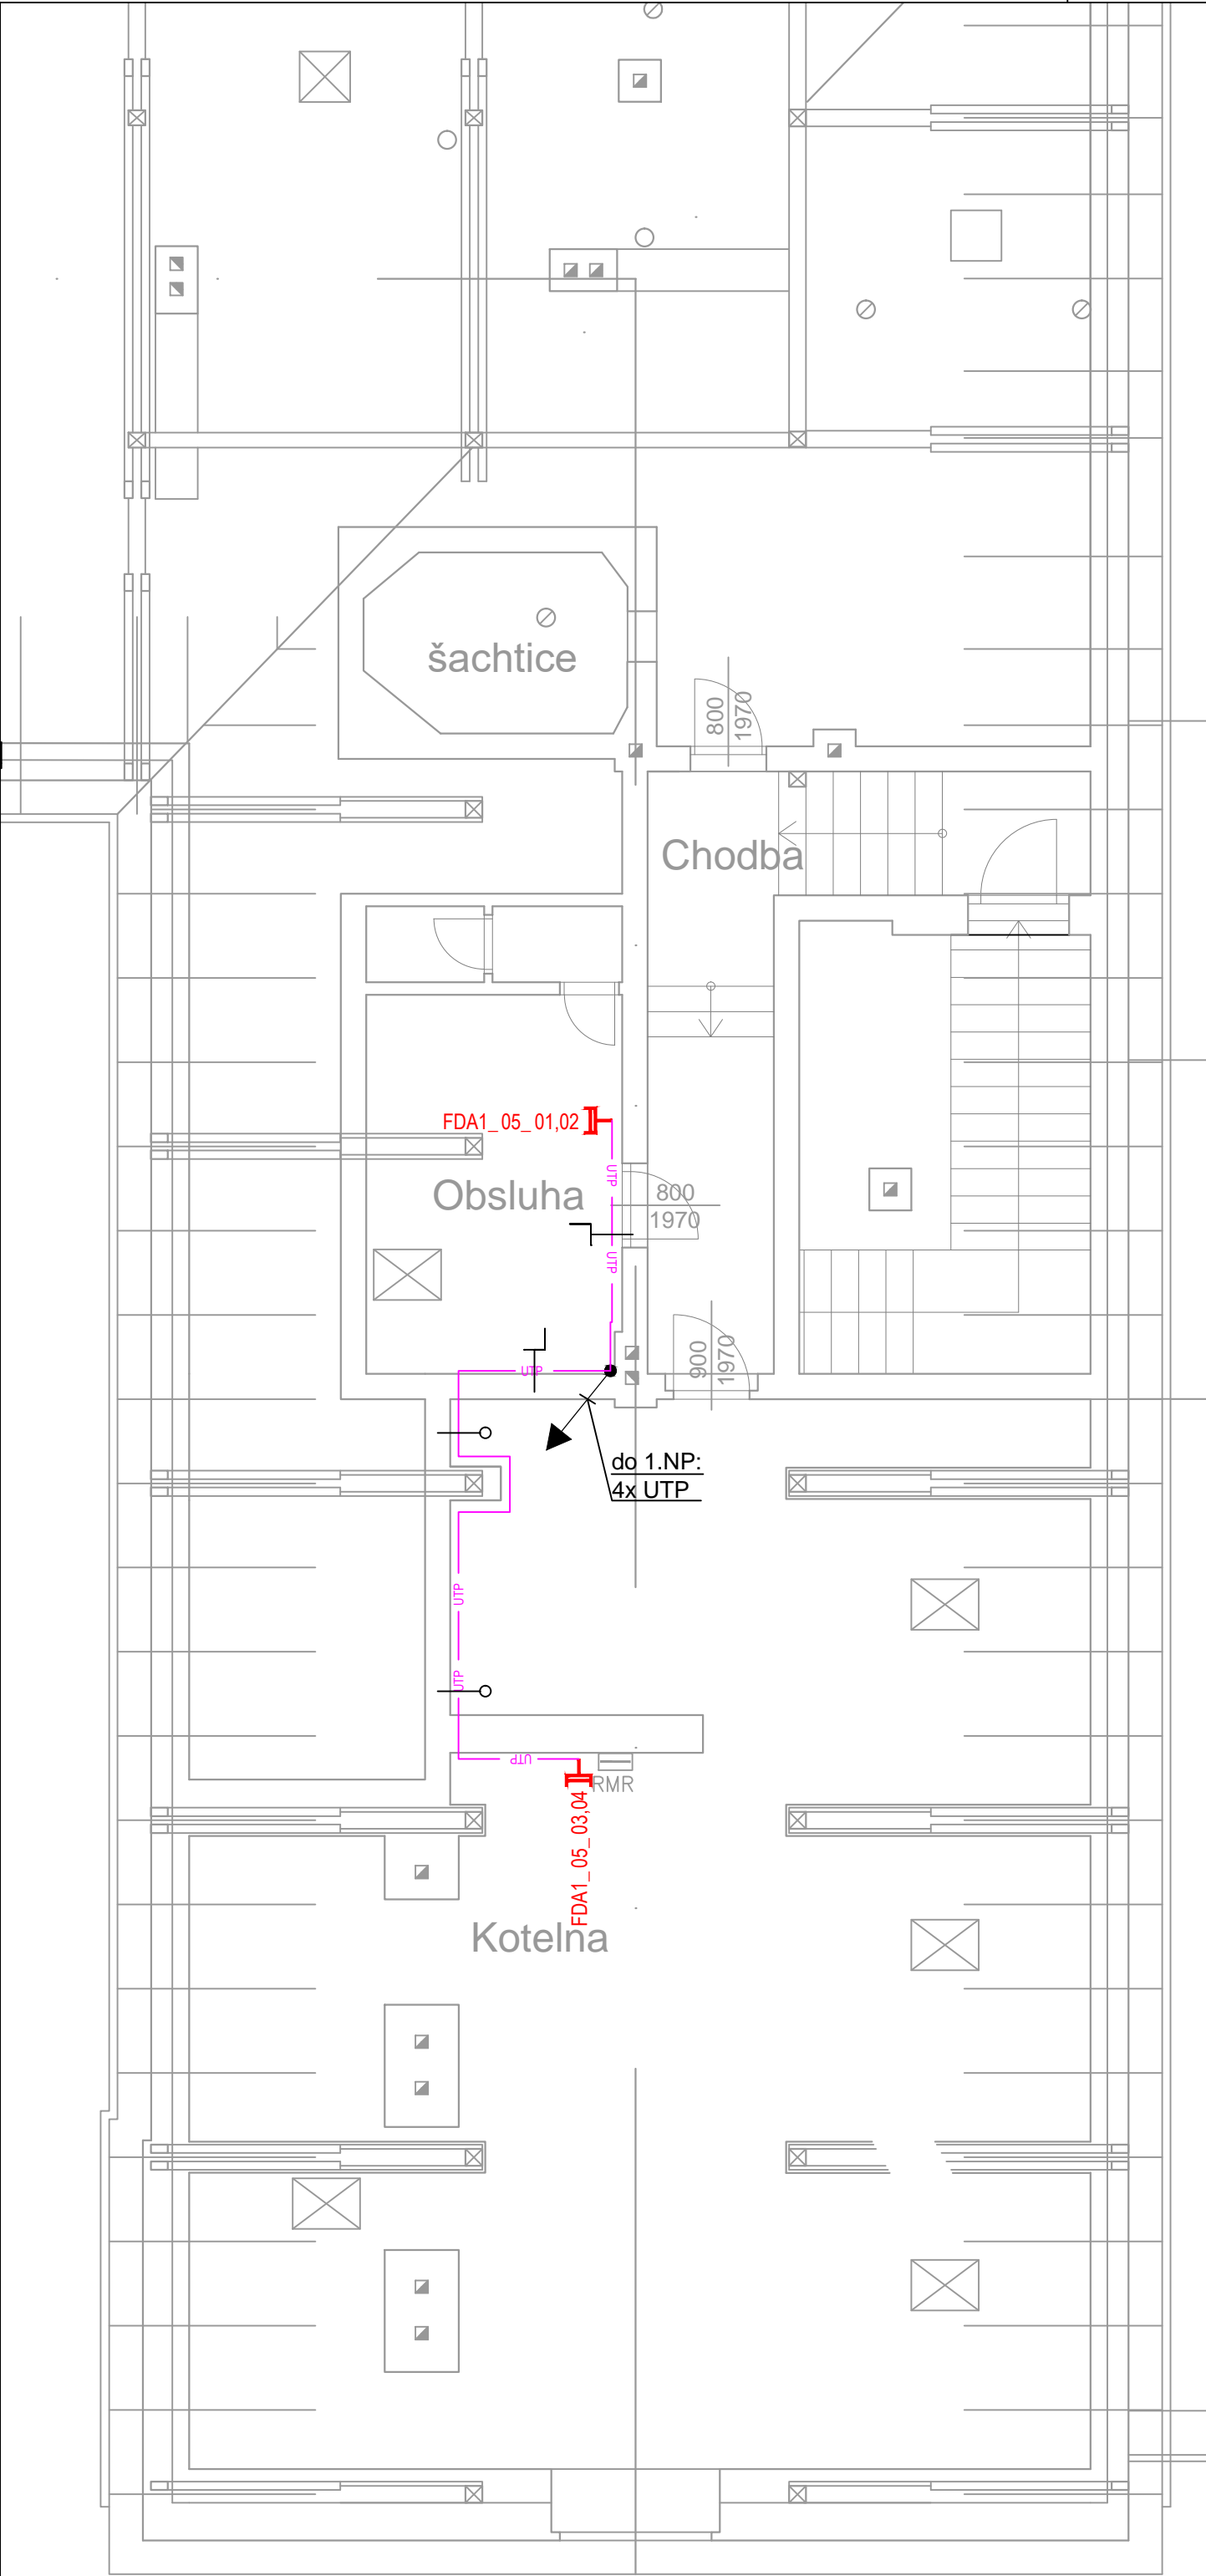 šachtice
800
1970
Chodba
FDA1_05_01,02
UTP
Obsluha
800
1970
UTP
900
1970
UTP
do 1.NP:
4x UTP
UTP
UTP
UTP
RMR
FDA1_05_03,04
Kotelna